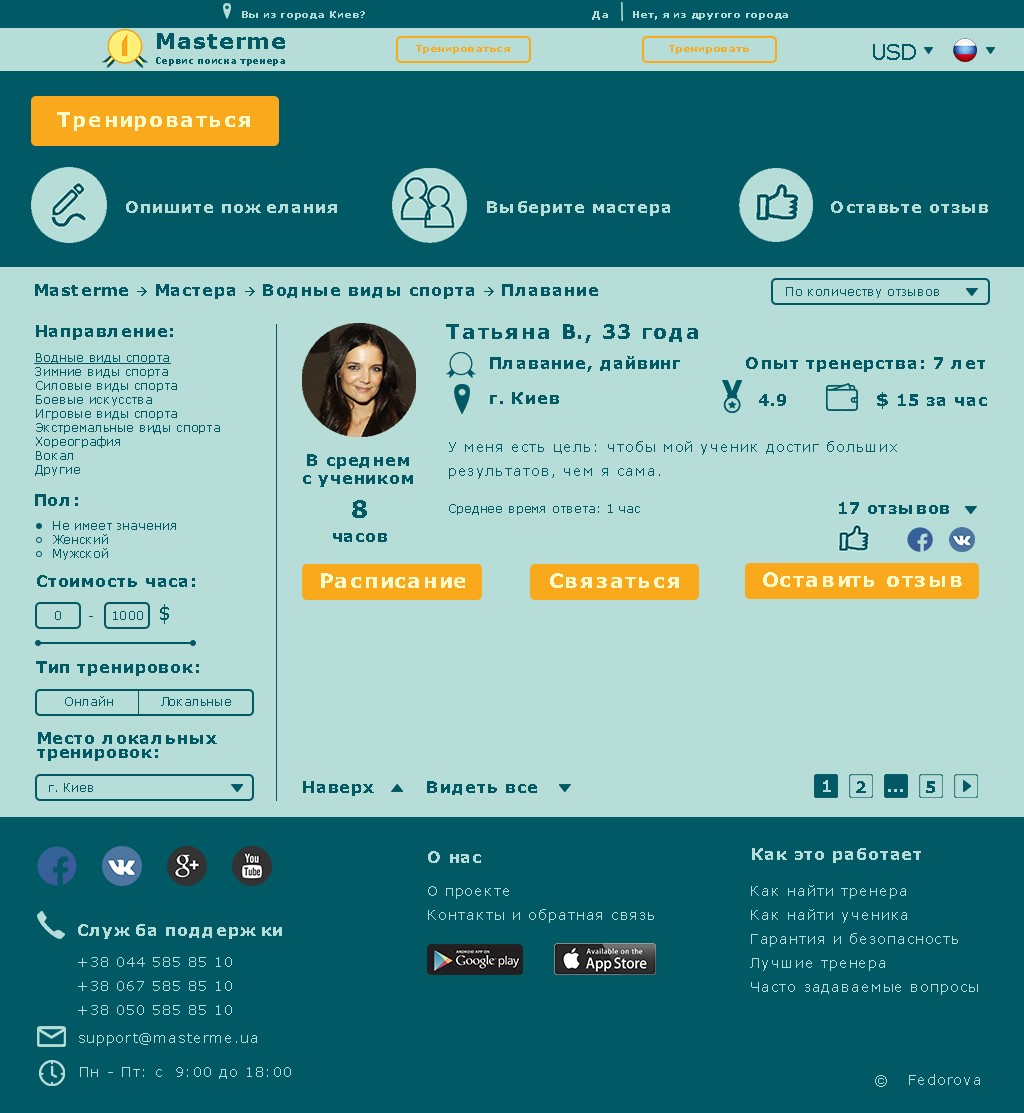 Вы из города Киев?
Да
Нет, я из другого города
Masterme
Сервис поиска тренера
Тренироваться
Тренировать
USD
Тренироваться
Опишите пожелания
Выберите мастера
Оставьте отзыв
Masterme → Мастера → Водные виды спорта → Плавание
По количеству отзывов
Направление:
Водные виды спорта
Зимние виды спорта
Силовые виды спорта
Боевые искусства
Игровые виды спорта
Экстремальные виды спорта
Хореография
Вокал
Другие
Пол:
Не имеет значения
Женский
Мужской
Стоимость часа:
0 - 1000 $
Тип тренировок:
Онлайн
Локальные
Место локальных
тренировок:
г. Киев
Татьяна В., 33 года
Плавание, дайвинг
Опыт тренерства: 7 лет
г. Киев
4.9
$ 15 за час
В среднем
с учеником
8
часов
У меня есть цель: чтобы мой ученик достиг больших
результатов, чем я сама.
Среднее время ответа: 1 час
17 отзывов
Расписание
Связаться
Оставить отзыв
Наверх
Видеть все
1 2 ... 5
g+
You
Tube
Служба поддержки
+38 044 585 85 10
+38 067 585 85 10
+38 050 585 85 10
support@masterme.ua
Пн - Пт: с 9:00 до 18:00
О нас
О проекте
Контакты и обратная связь
ANDROID APP ON
Google play
Available on the
App Store
Как это работает
Как найти тренера
Как найти ученика
Гарантия и безопасность
Лучшие тренера
Часто задаваемые вопросы
© Fedorova